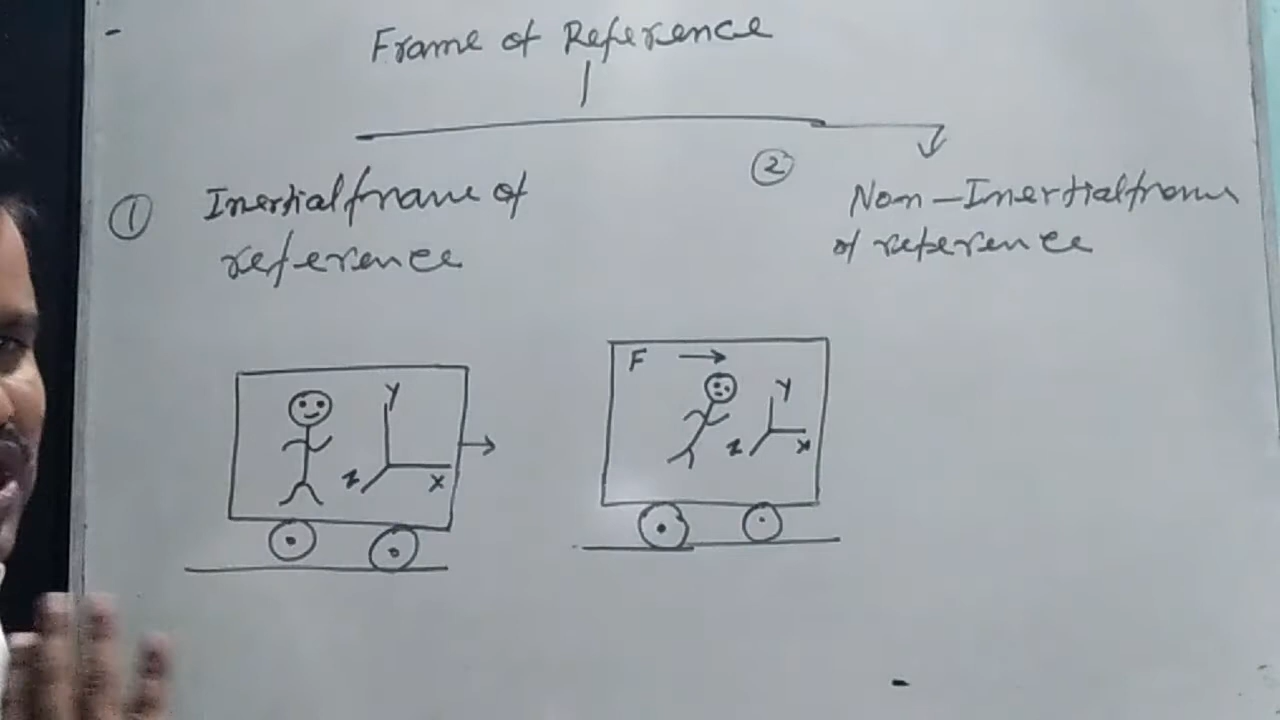 Frame of Reference
① Inertial frame of
reference
② Non-Inertial frame
of reference
y
z x
F →
y
z x